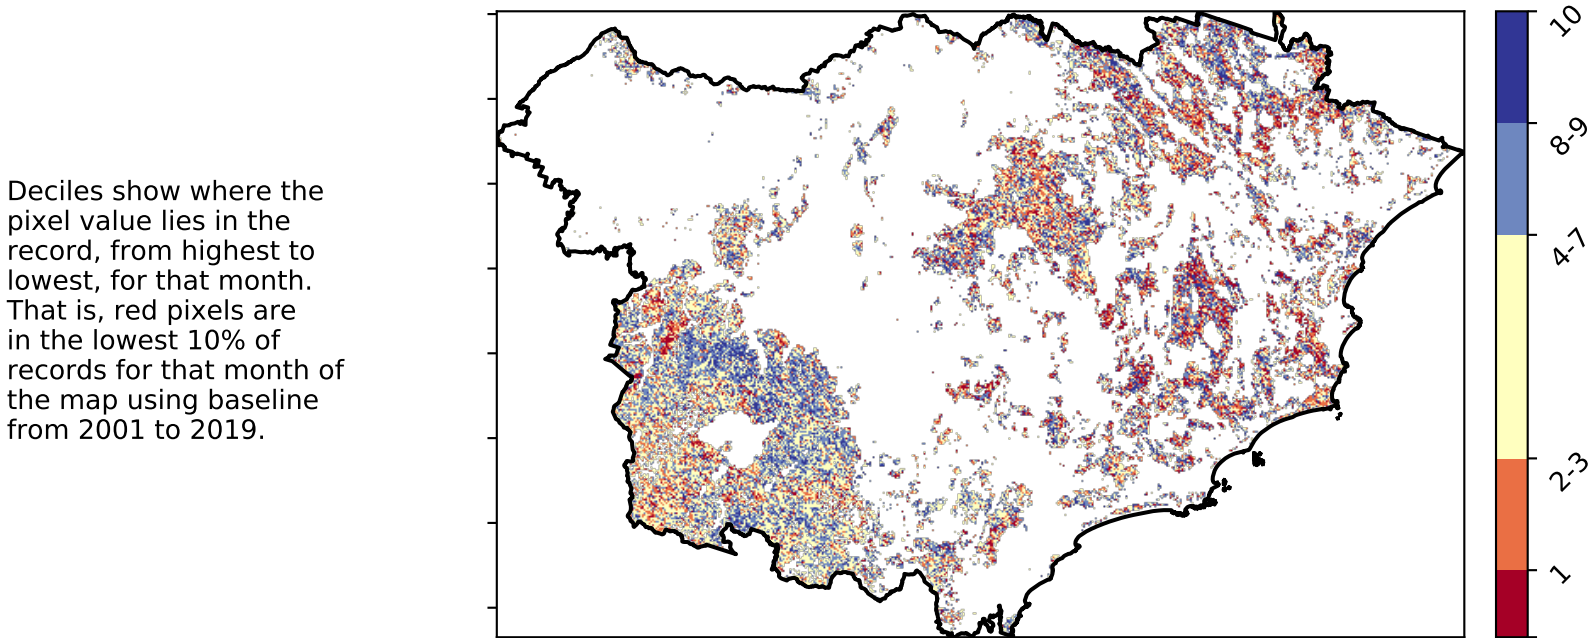 Deciles show where the
pixel value lies in the
record, from highest to
lowest, for that month.
That is, red pixels are
in the lowest 10% of
records for that month of
the map using baseline
from 2001 to 2019.
10
8-9
4-7
2-3
1